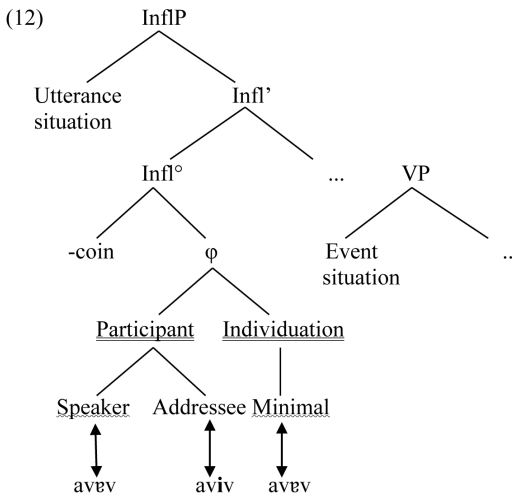 (12) InflP
Utterance situation Infl’
Infl° ... VP
-coin φ Event situation ..
Participant Individuation
Speaker Addressee Minimal
avɐv aviv avɐv